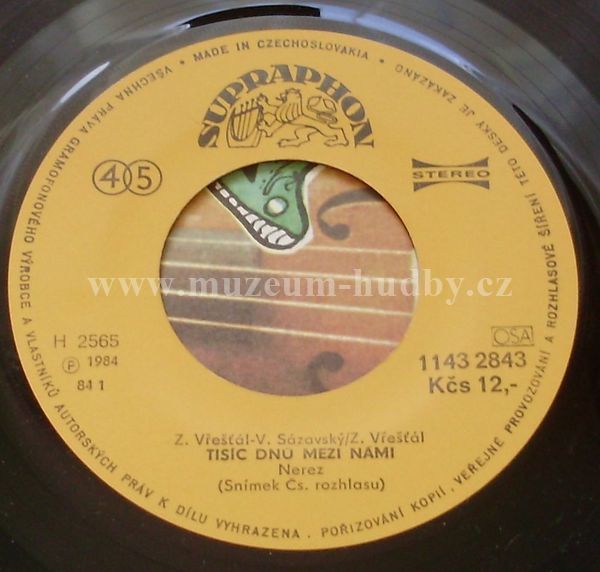 • MADE IN CZECHOSLOVAKIA •
VŠECHNA PRÁVA GRAMOFONOVÉHO VÝROBCE A VLASTNÍKŮ AUTORSKÝCH PRÁV K DÍLU VYHRAZENA. POŘIZOVÁNÍ KOPIÍ, VEŘEJNÉ PROVOZOVÁNÍ A ROZHLASOVÉ ŠÍŘENÍ TÉTO DESKY JE ZAKÁZÁNO
SUPRAPHON
45
STEREO
www.muzeum-hudby.cz
H 2565
Ⓟ 1984
84 1
OSA
1143 2843
Kčs 12,-
Z. Vřešťál-V. Sázavský/Z. Vřešťál
TISÍC DNŮ MEZI NÁMI
Nerez
(Snímek Čs. rozhlasu)